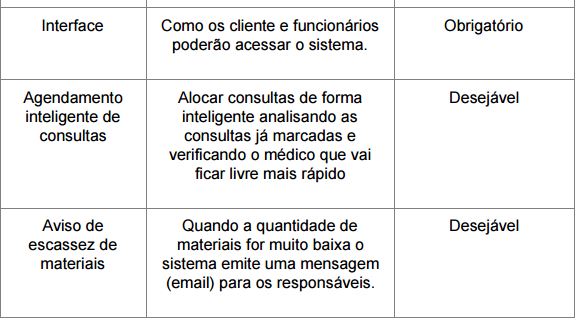 Interface
Como os cliente e funcionários
poderão acessar o sistema.
Obrigatório
Agendamento
inteligente de
consultas
Alocar consultas de forma
inteligente analisando as
consultas já marcadas e
verificando o médico que vai
ficar livre mais rápido
Desejável
Aviso de
escassez de
materiais
Quando a quantidade de
materiais for muito baixa o
sistema emite uma mensagem
(email) para os responsáveis.
Desejável